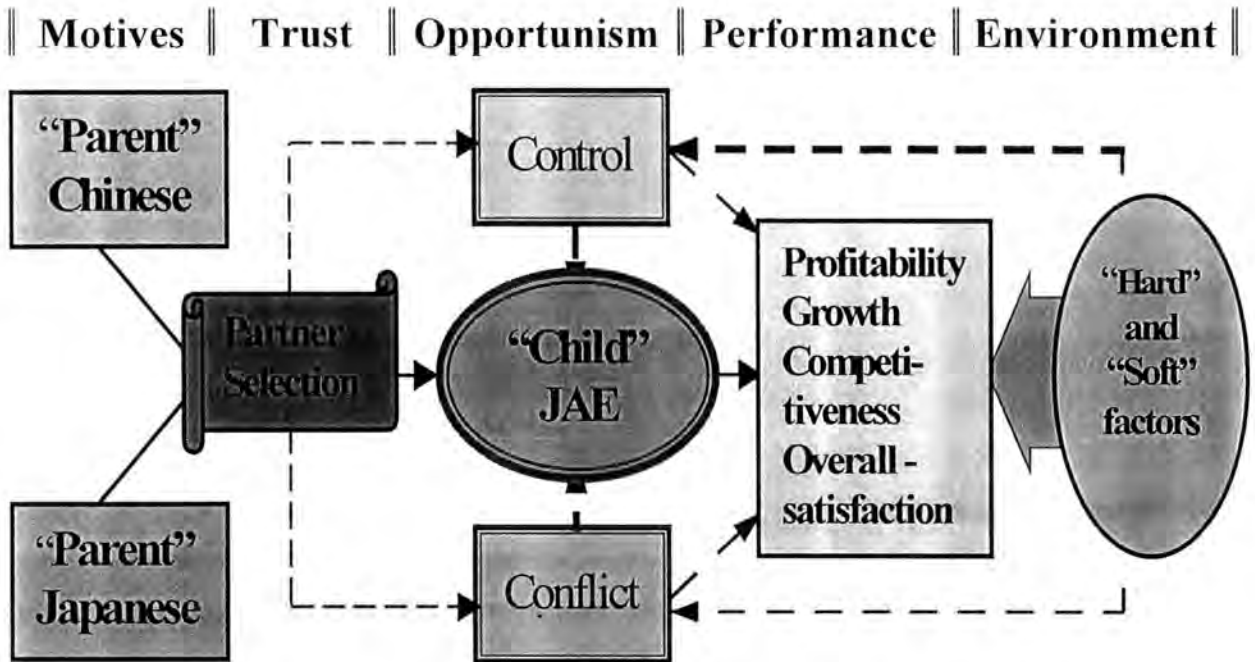 Motives Trust Opportunism Performance Environment
“Parent”
Chinese
Control
Partner
Selection
“Child”
JAE
Profitability
Growth
Competi-
tiveness
Overall -
satisfaction
“Hard”
and
“Soft”
factors
“Parent”
Japanese
Conflict